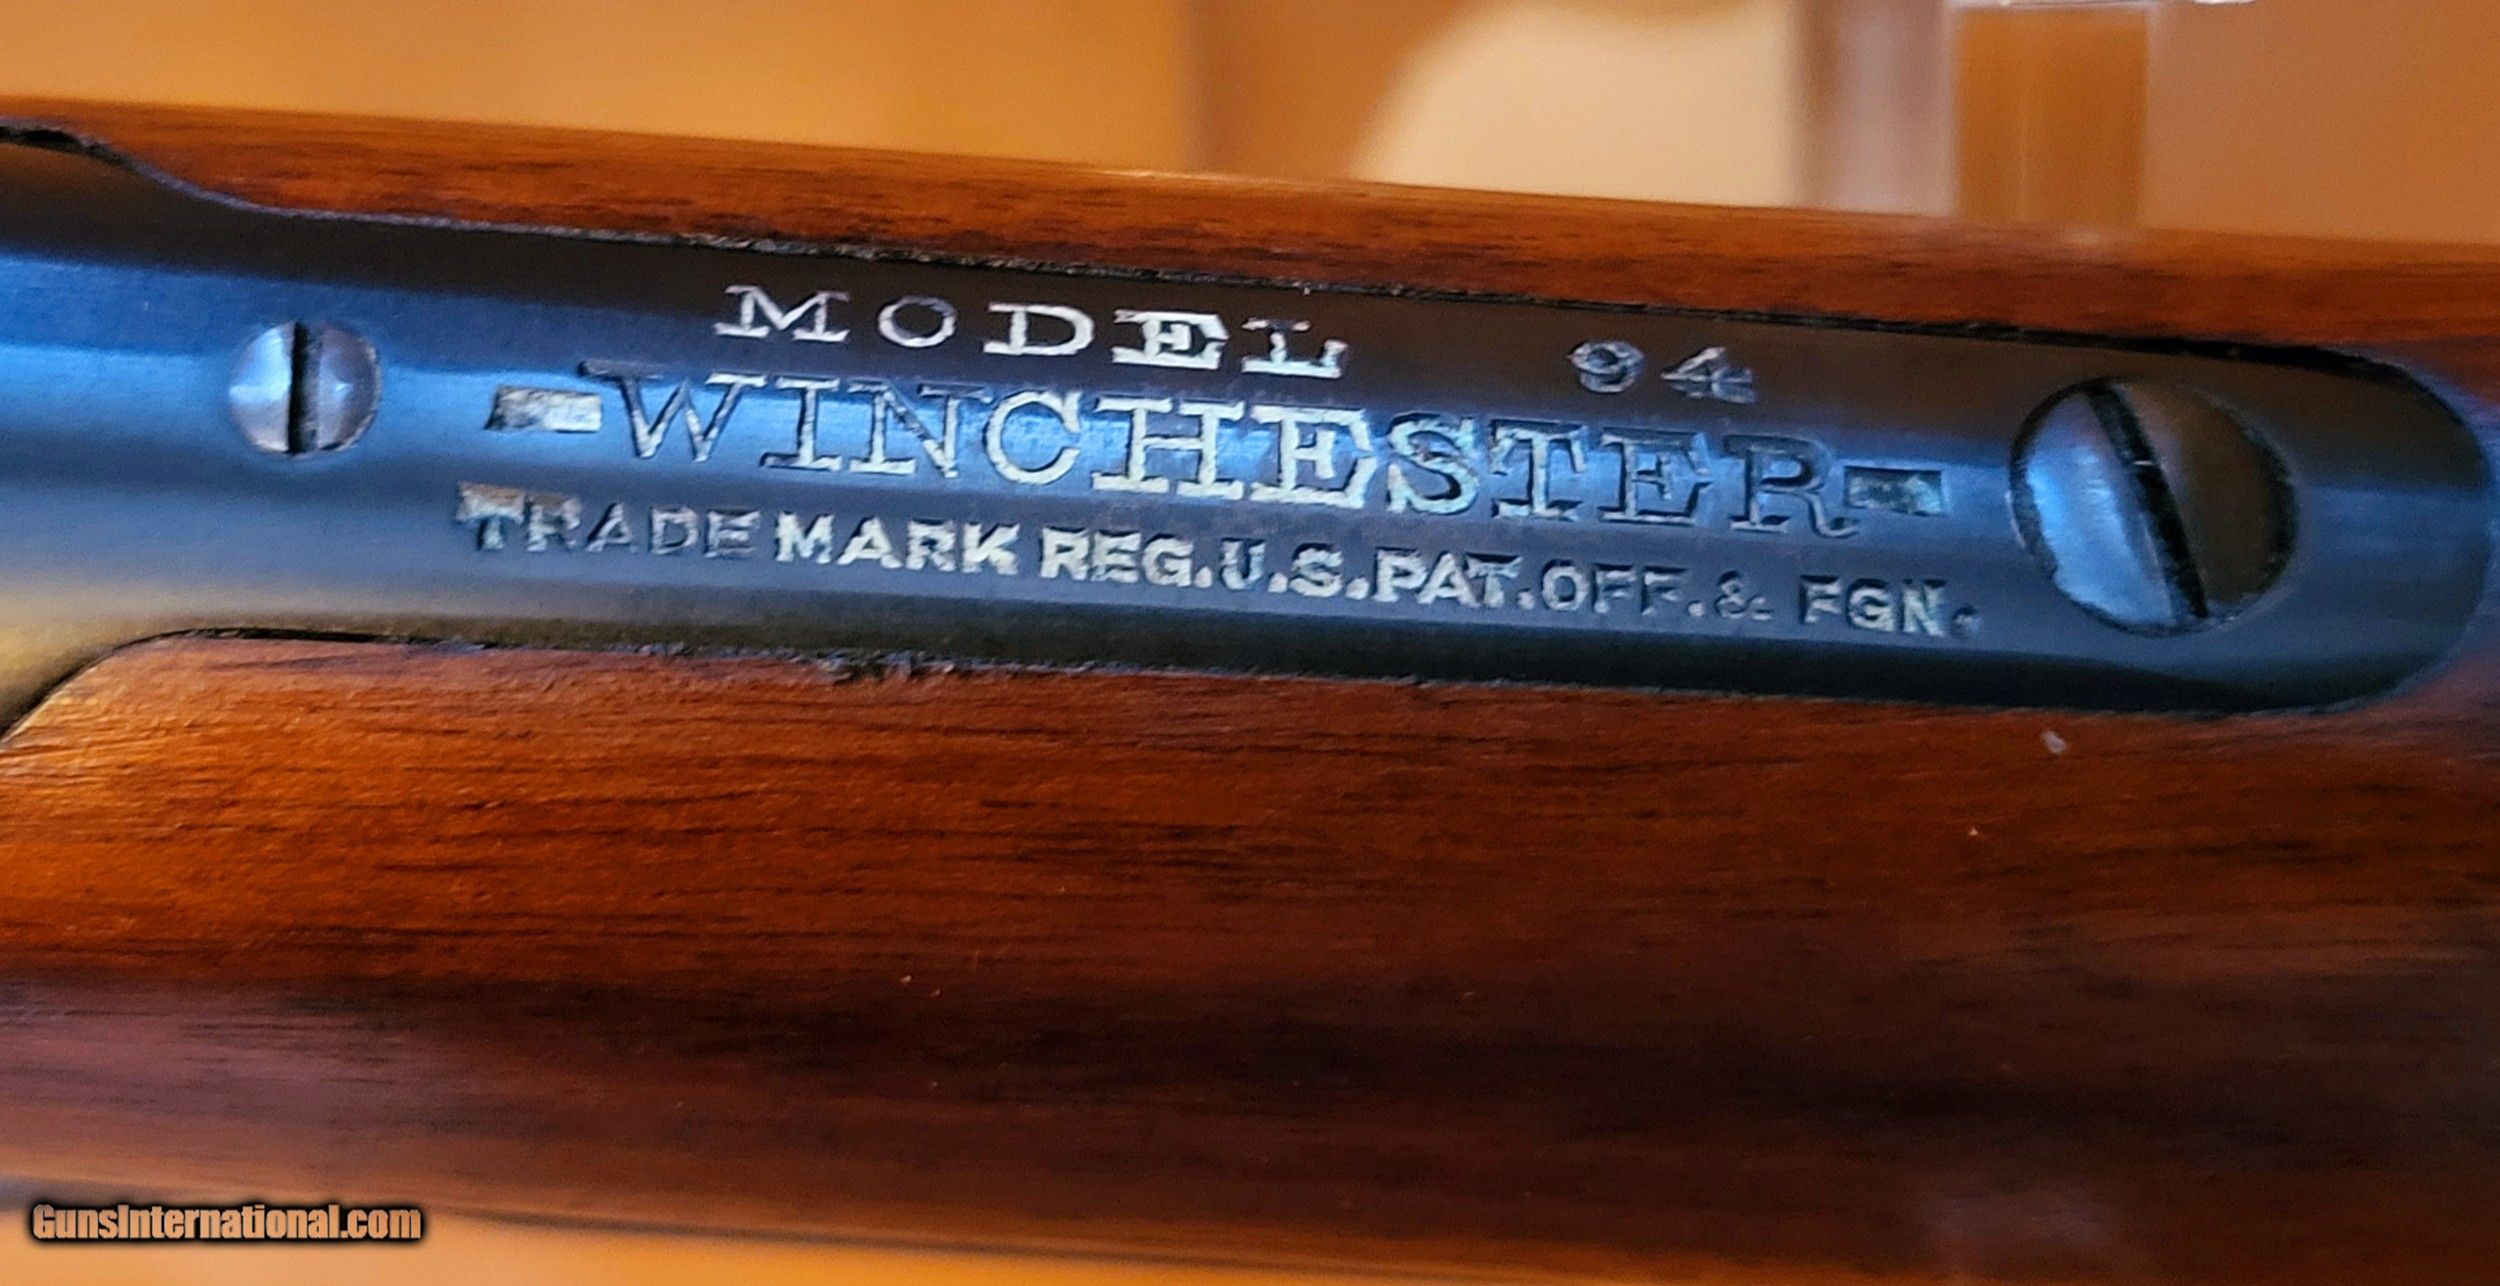 MODEL 94
-WINCHESTER-
TRADE MARK REG.U.S.PAT.OFF.& FGN.
GunsInternational.com